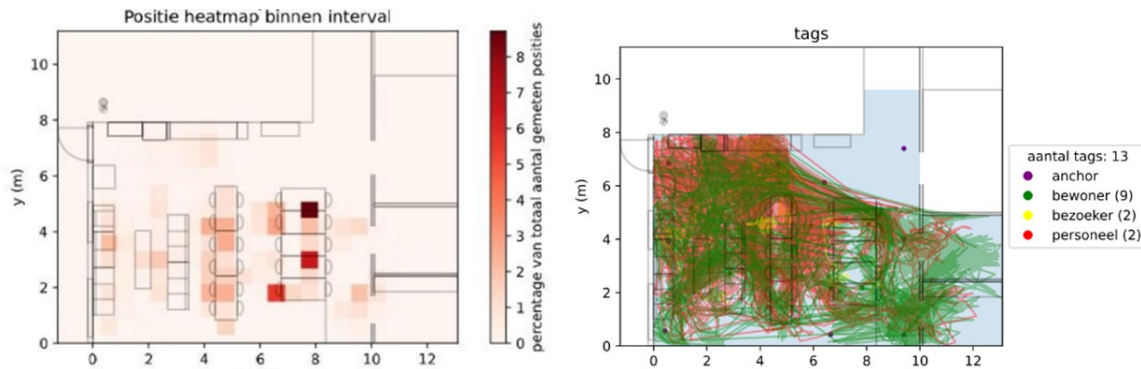 Positie heatmap binnen interval
y (m)
10
8
6
4
2
0
0 2 4 6 8 10 12
8
7
6
5
4
3
2
1
0
percentage van totaal aantal gemeten posities
tags
y (m)
10
8
6
4
2
0
0 2 4 6 8 10 12
aantal tags: 13
anchor
bewoner (9)
bezoeker (2)
personeel (2)